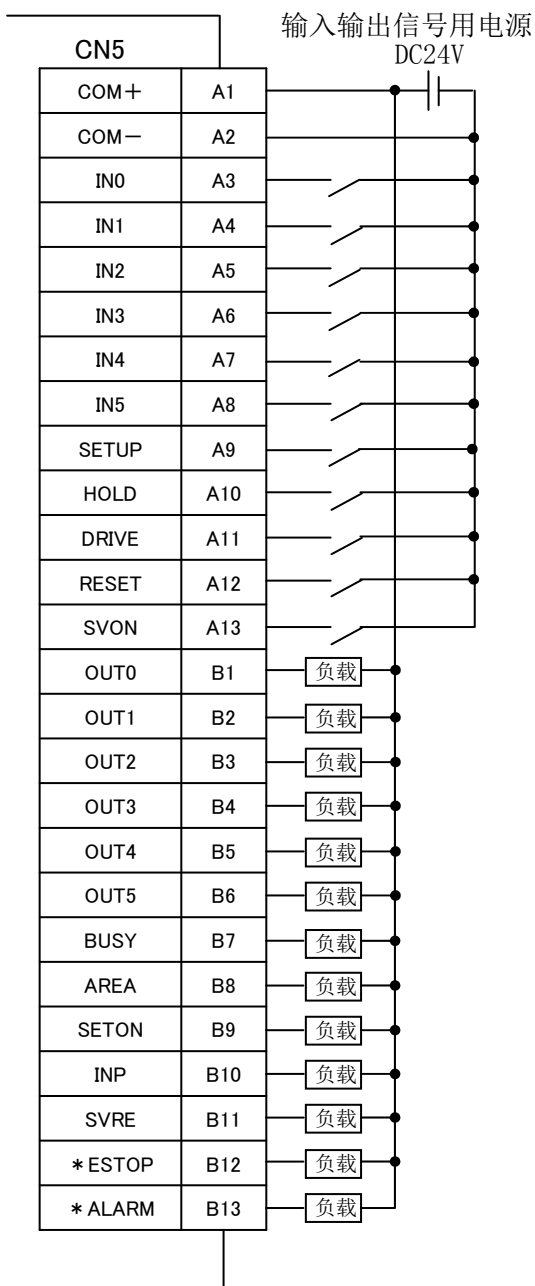 输入输出信号用电源
DC24V
CN5
COM＋ A1
COM－ A2
IN0 A3
IN1 A4
IN2 A5
IN3 A6
IN4 A7
IN5 A8
SETUP A9
HOLD A10
DRIVE A11
RESET A12
SVON A13
OUT0 B1 负载
OUT1 B2 负载
OUT2 B3 负载
OUT3 B4 负载
OUT4 B5 负载
OUT5 B6 负载
BUSY B7 负载
AREA B8 负载
SETON B9 负载
INP B10 负载
SVRE B11 负载
＊ESTOP B12 负载
＊ALARM B13 负载